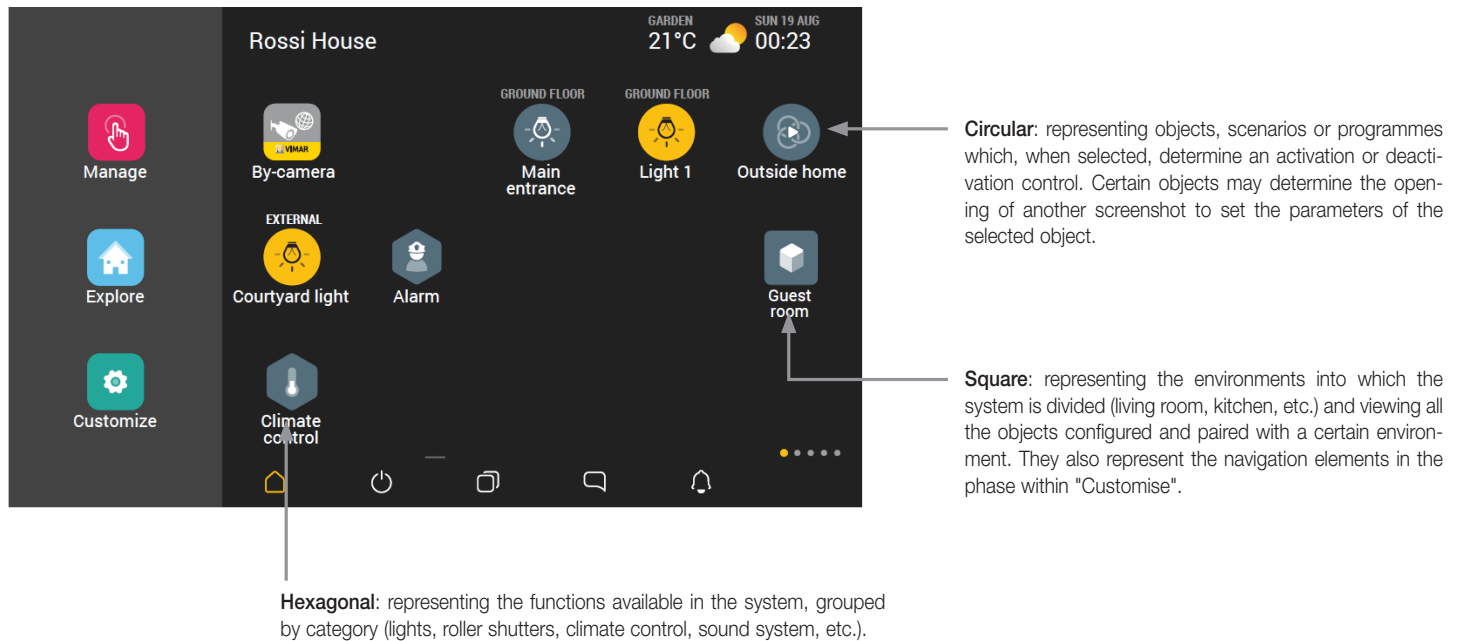 Rossi House
GARDEN
21°C
SUN 19 AUG
00:23
Manage
VIMAR
By-camera
GROUND FLOOR
Main
entrance
GROUND FLOOR
Light 1
Outside home
Explore
EXTERNAL
Courtyard light
Alarm
Guest
room
Customize
Climate
control
Circular: representing objects, scenarios or programmes
which, when selected, determine an activation or deacti-
vation control. Certain objects may determine the open-
ing of another screenshot to set the parameters of the
selected object.
Square: representing the environments into which the
system is divided (living room, kitchen, etc.) and viewing all
the objects configured and paired with a certain environ-
ment. They also represent the navigation elements in the
phase within "Customise".
Hexagonal: representing the functions available in the system, grouped
by category (lights, roller shutters, climate control, sound system, etc.).